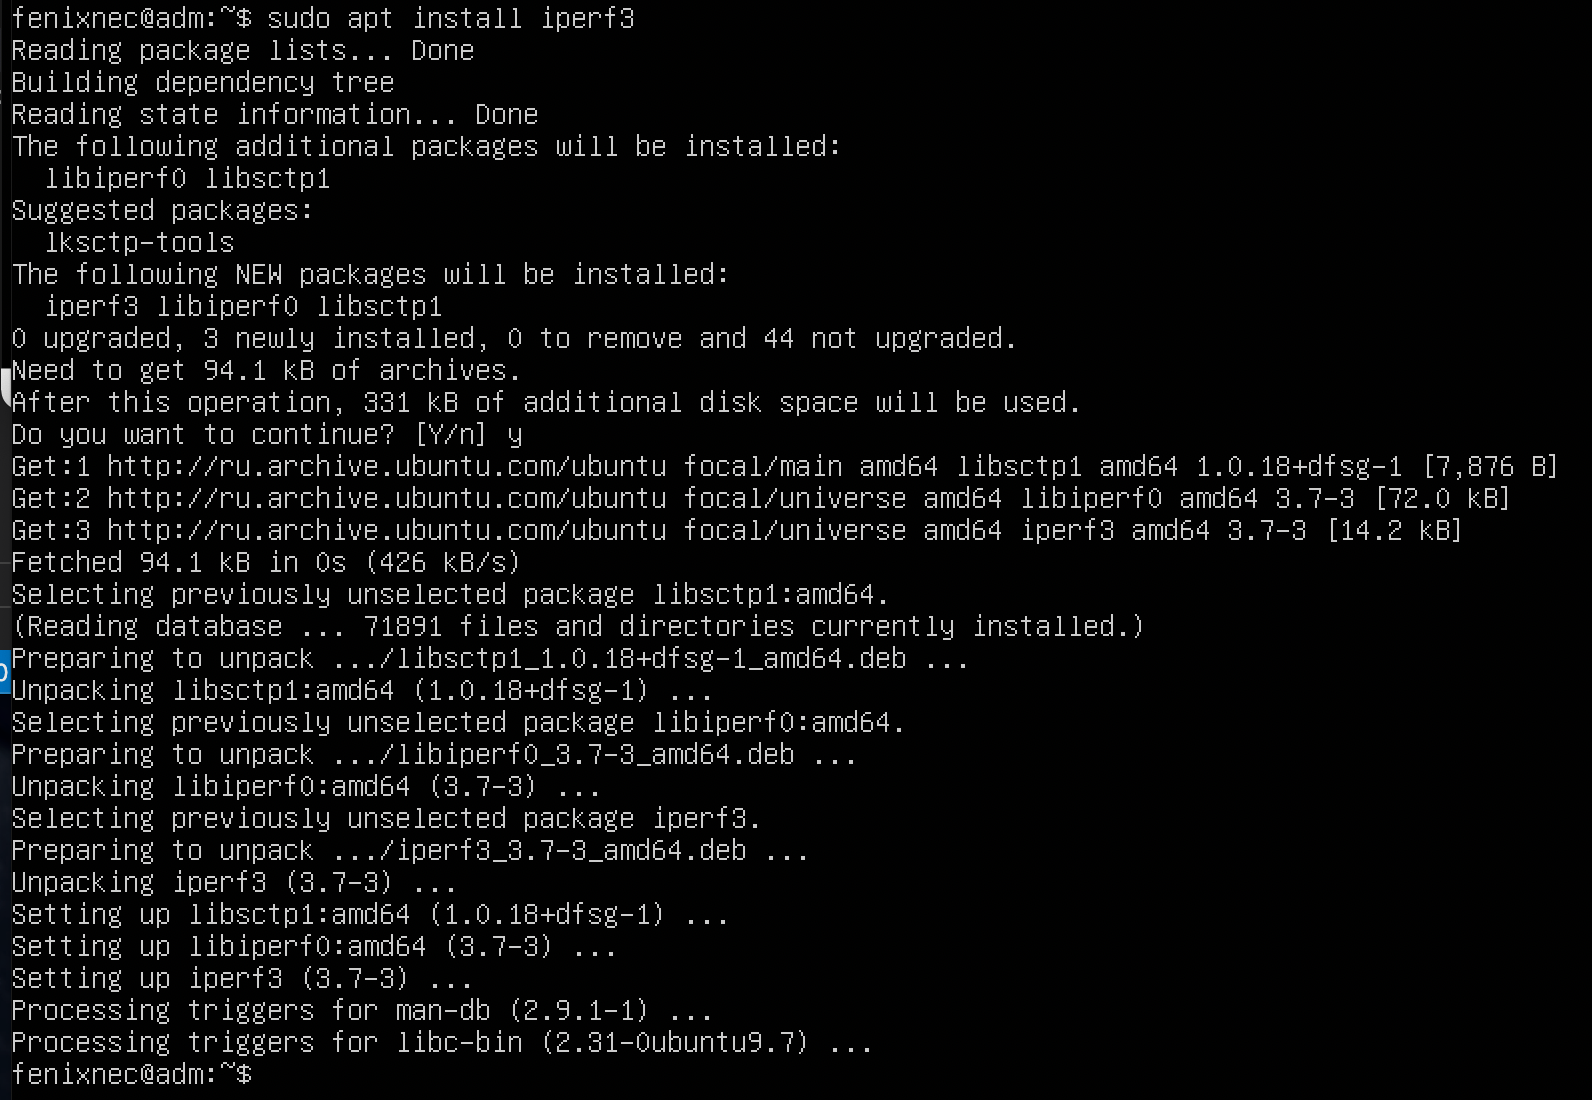 fenixnec@adm:~$ sudo apt install iperf3
Reading package lists... Done
Building dependency tree
Reading state information... Done
The following additional packages will be installed:
  libiperf0 libsctp1
Suggested packages:
  lksctp-tools
The following NEW packages will be installed:
  iperf3 libiperf0 libsctp1
0 upgraded, 3 newly installed, 0 to remove and 44 not upgraded.
Need to get 94.1 kB of archives.
After this operation, 331 kB of additional disk space will be used.
Do you want to continue? [Y/n] y
Get:1 http://ru.archive.ubuntu.com/ubuntu focal/main amd64 libsctp1 amd64 1.0.18+dfsg-1 [7,876 B]
Get:2 http://ru.archive.ubuntu.com/ubuntu focal/universe amd64 libiperf0 amd64 3.7-3 [72.0 kB]
Get:3 http://ru.archive.ubuntu.com/ubuntu focal/universe amd64 iperf3 amd64 3.7-3 [14.2 kB]
Fetched 94.1 kB in 0s (426 kB/s)
Selecting previously unselected package libsctp1:amd64.
(Reading database ... 71891 files and directories currently installed.)
Preparing to unpack .../libsctp1_1.0.18+dfsg-1_amd64.deb ...
Unpacking libsctp1:amd64 (1.0.18+dfsg-1) ...
Selecting previously unselected package libiperf0:amd64.
Preparing to unpack .../libiperf0_3.7-3_amd64.deb ...
Unpacking libiperf0:amd64 (3.7-3) ...
Selecting previously unselected package iperf3.
Preparing to unpack .../iperf3_3.7-3_amd64.deb ...
Unpacking iperf3 (3.7-3) ...
Setting up libsctp1:amd64 (1.0.18+dfsg-1) ...
Setting up libiperf0:amd64 (3.7-3) ...
Setting up iperf3 (3.7-3) ...
Processing triggers for man-db (2.9.1-1) ...
Processing triggers for libc-bin (2.31-0ubuntu9.7) ...
fenixnec@adm:~$